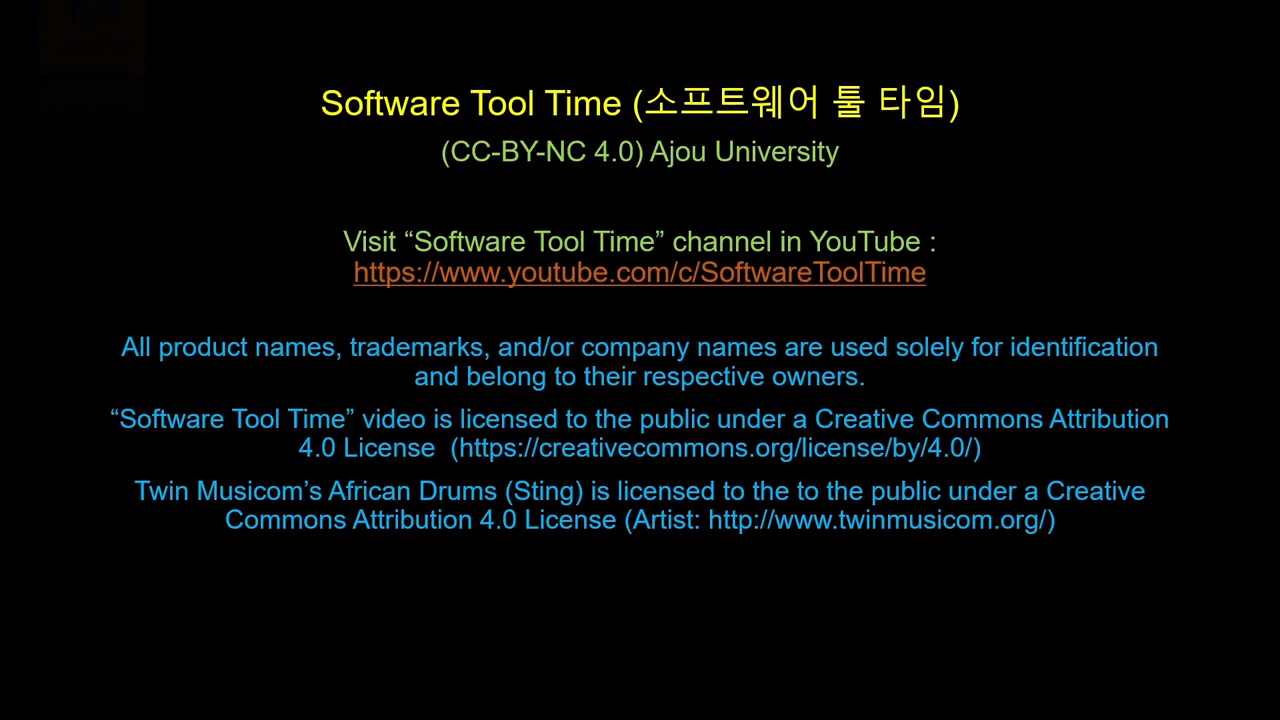 Software Tool Time (소프트웨어 툴 타임)
(CC-BY-NC 4.0) Ajou University
Visit “Software Tool Time” channel in YouTube :
https://www.youtube.com/c/SoftwareToolTime
All product names, trademarks, and/or company names are used solely for identification
and belong to their respective owners.
“Software Tool Time” video is licensed to the public under a Creative Commons Attribution
4.0 License  (https://creativecommons.org/license/by/4.0/)
Twin Musicom’s African Drums (Sting) is licensed to the to the public under a Creative
Commons Attribution 4.0 License (Artist: http://www.twinmusicom.org/)